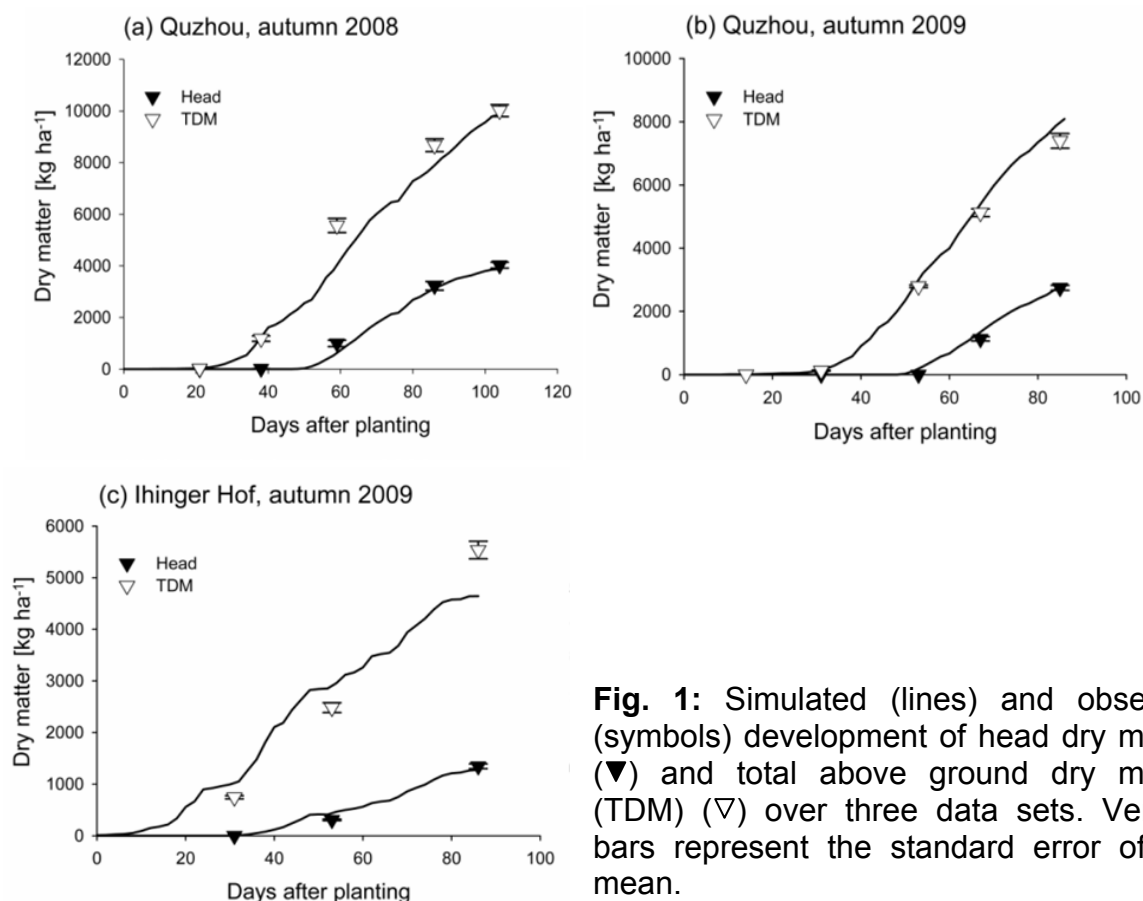 (a) Quzhou, autumn 2008
12000
10000
8000
6000
4000
2000
0
Dry matter [kg ha⁻¹]
▼ Head
▽ TDM
0 20 40 60 80 100 120
Days after planting
(b) Quzhou, autumn 2009
10000
8000
6000
4000
2000
0
Dry matter [kg ha⁻¹]
▼ Head
▽ TDM
0 20 40 60 80 100
Days after planting
(c) Ihinger Hof, autumn 2009
6000
5000
4000
3000
2000
1000
0
Dry matter [kg ha⁻¹]
▼ Head
▽ TDM
0 20 40 60 80 100
Days after planting
Fig. 1: Simulated (lines) and obse
(symbols) development of head dry m
(▼) and total above ground dry m
(TDM) (▽) over three data sets. Ve
bars represent the standard error of
mean.